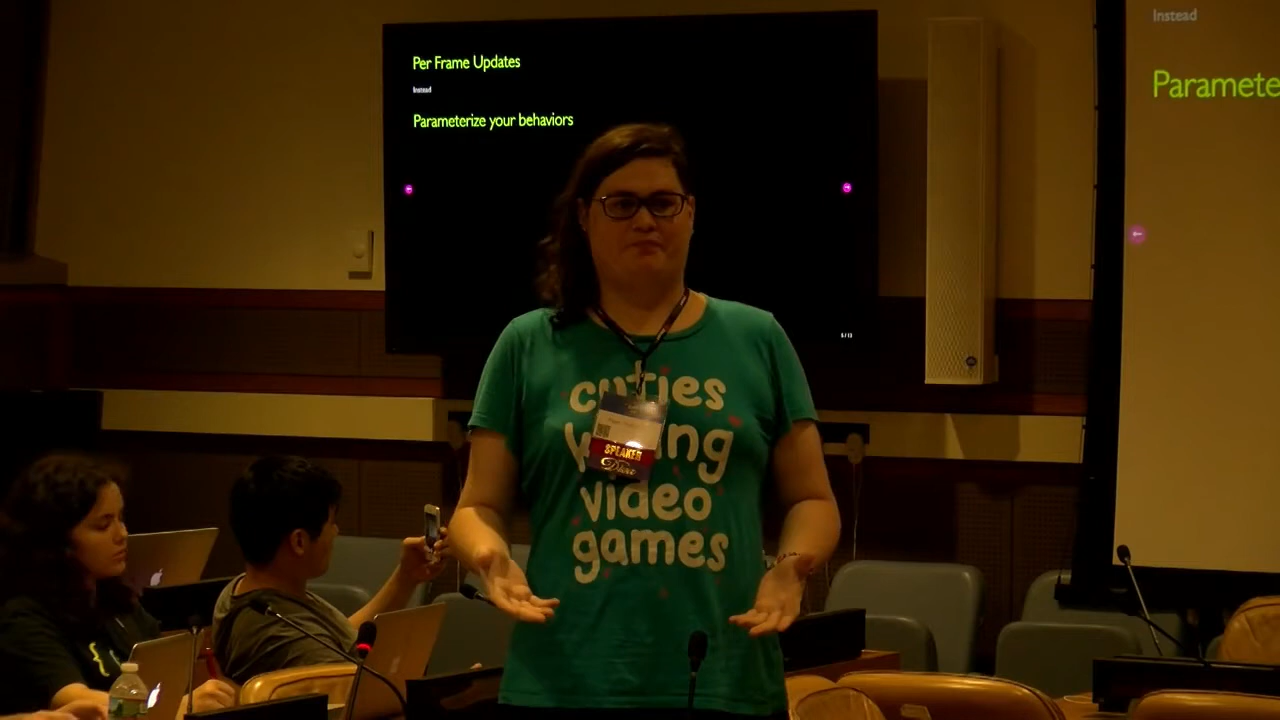 Per Frame Updates
Instead
Parameterize your behaviors
Instead
Paramete
cuties
video
games
SPEAKER